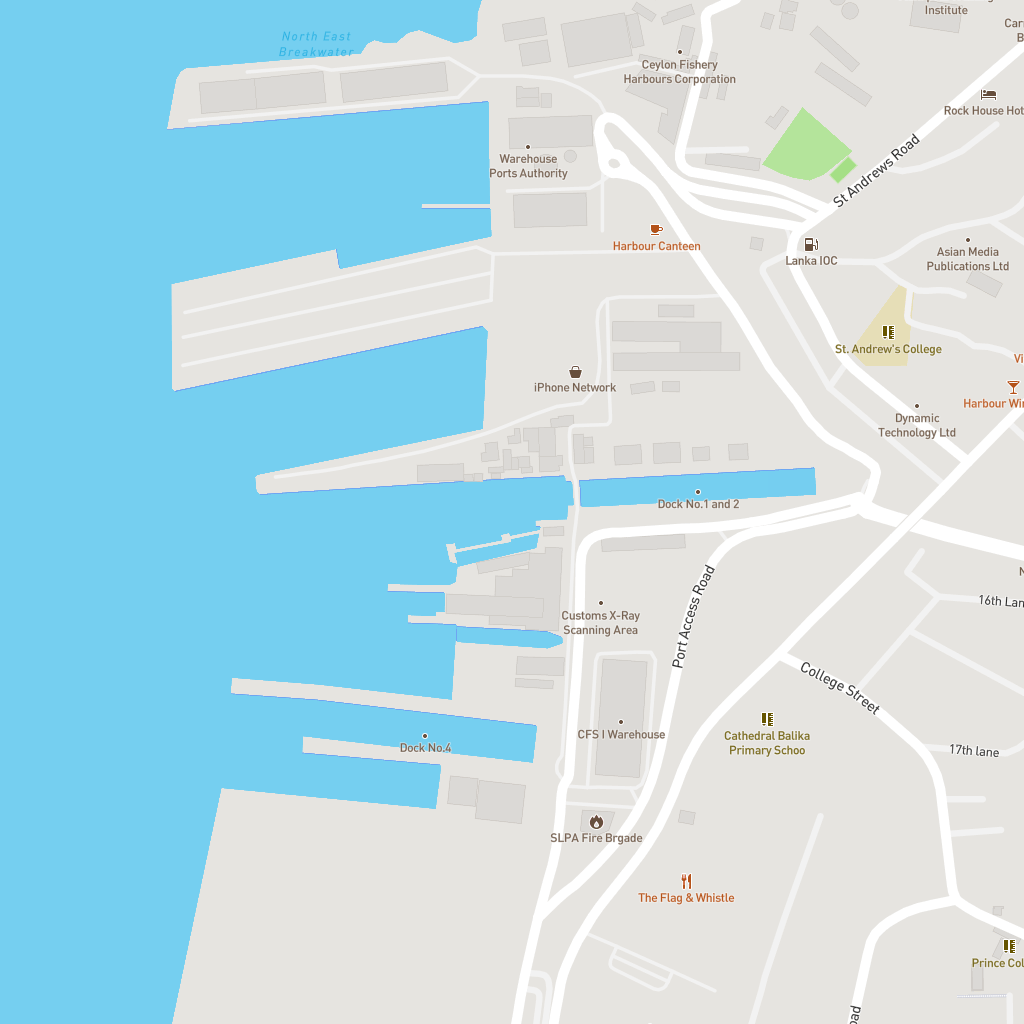 North East
Breakwater
Institute
Ceylon Fishery
Harbours Corporation
Rock House Hot
Warehouse
Ports Authority
St Andrews Road
Harbour Canteen
Lanka IOC
Asian Media
Publications Ltd
St. Andrew's College
iPhone Network
Harbour Win
Dynamic
Technology Ltd
Dock No.1 and 2
Port Access Road
16th Lan
Customs X-Ray
Scanning Area
College Street
CFS I Warehouse
Cathedral Balika
Primary Schoo
Dock No.4
17th lane
SLPA Fire Brgade
The Flag & Whistle
Prince Col